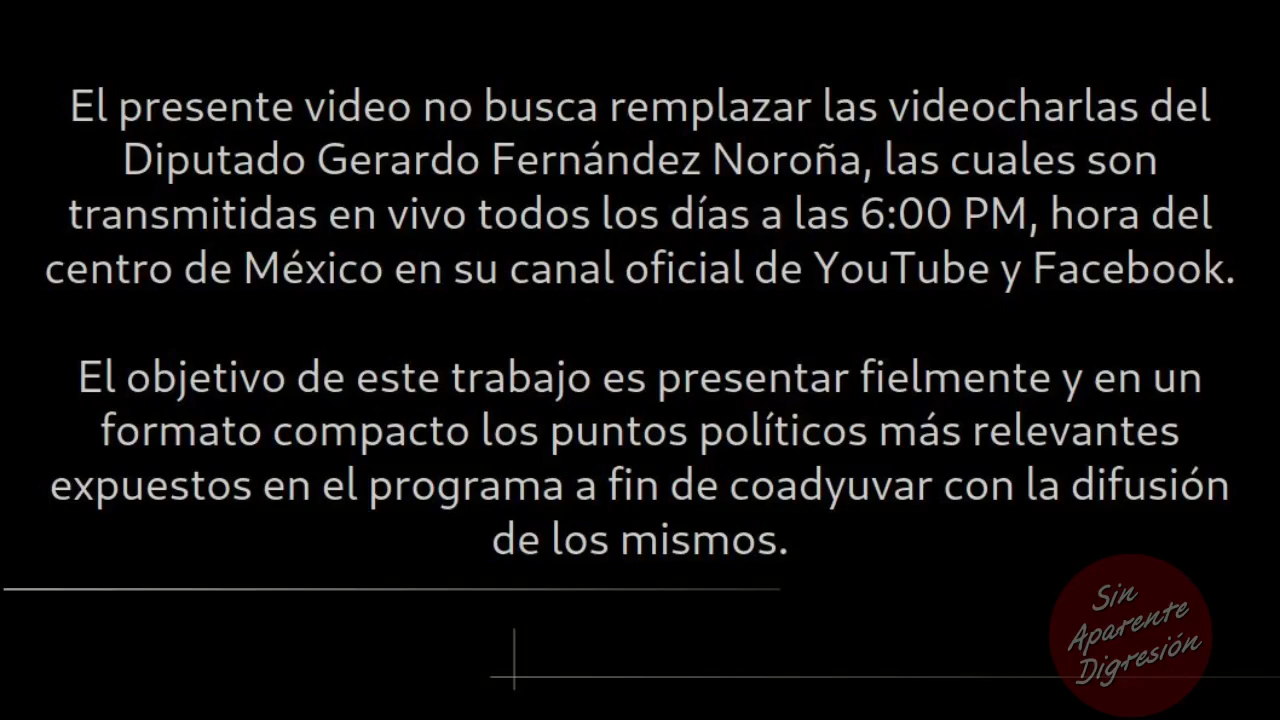 El presente video no busca remplazar las videocharlas del
Diputado Gerardo Fernández Noroña, las cuales son
transmitidas en vivo todos los días a las 6:00 PM, hora del
centro de México en su canal oficial de YouTube y Facebook.
El objetivo de este trabajo es presentar fielmente y en un
formato compacto los puntos políticos más relevantes
expuestos en el programa a fin de coadyuvar con la difusión
de los mismos.
Sin
Aparente
Digresión